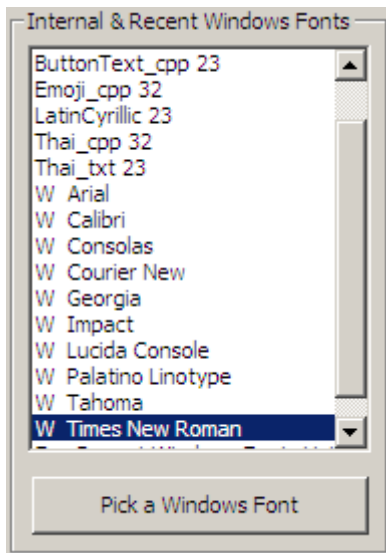 Internal & Recent Windows Fonts
ButtonText_cpp 23
Emoji_cpp 32
LatinCyrillic 23
Thai_cpp 32
Thai_txt 23
W Arial
W Calibri
W Consolas
W Courier New
W Georgia
W Impact
W Lucida Console
W Palatino Linotype
W Tahoma
W Times New Roman
Pick a Windows Font